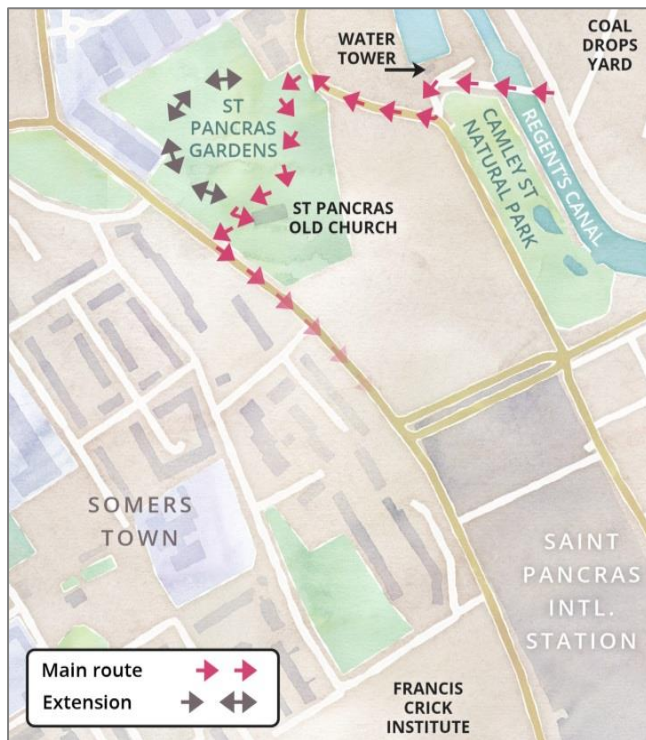 COAL
DROPS
YARD
WATER
TOWER
ST
PANCRAS
GARDENS
CAMLEY ST
NATURAL PARK
REGENT'S CANAL
ST PANCRAS
OLD CHURCH
SOMERS
TOWN
SAINT
PANCRAS
INTL.
STATION
Main route
Extension
FRANCIS
CRICK
INSTITUTE